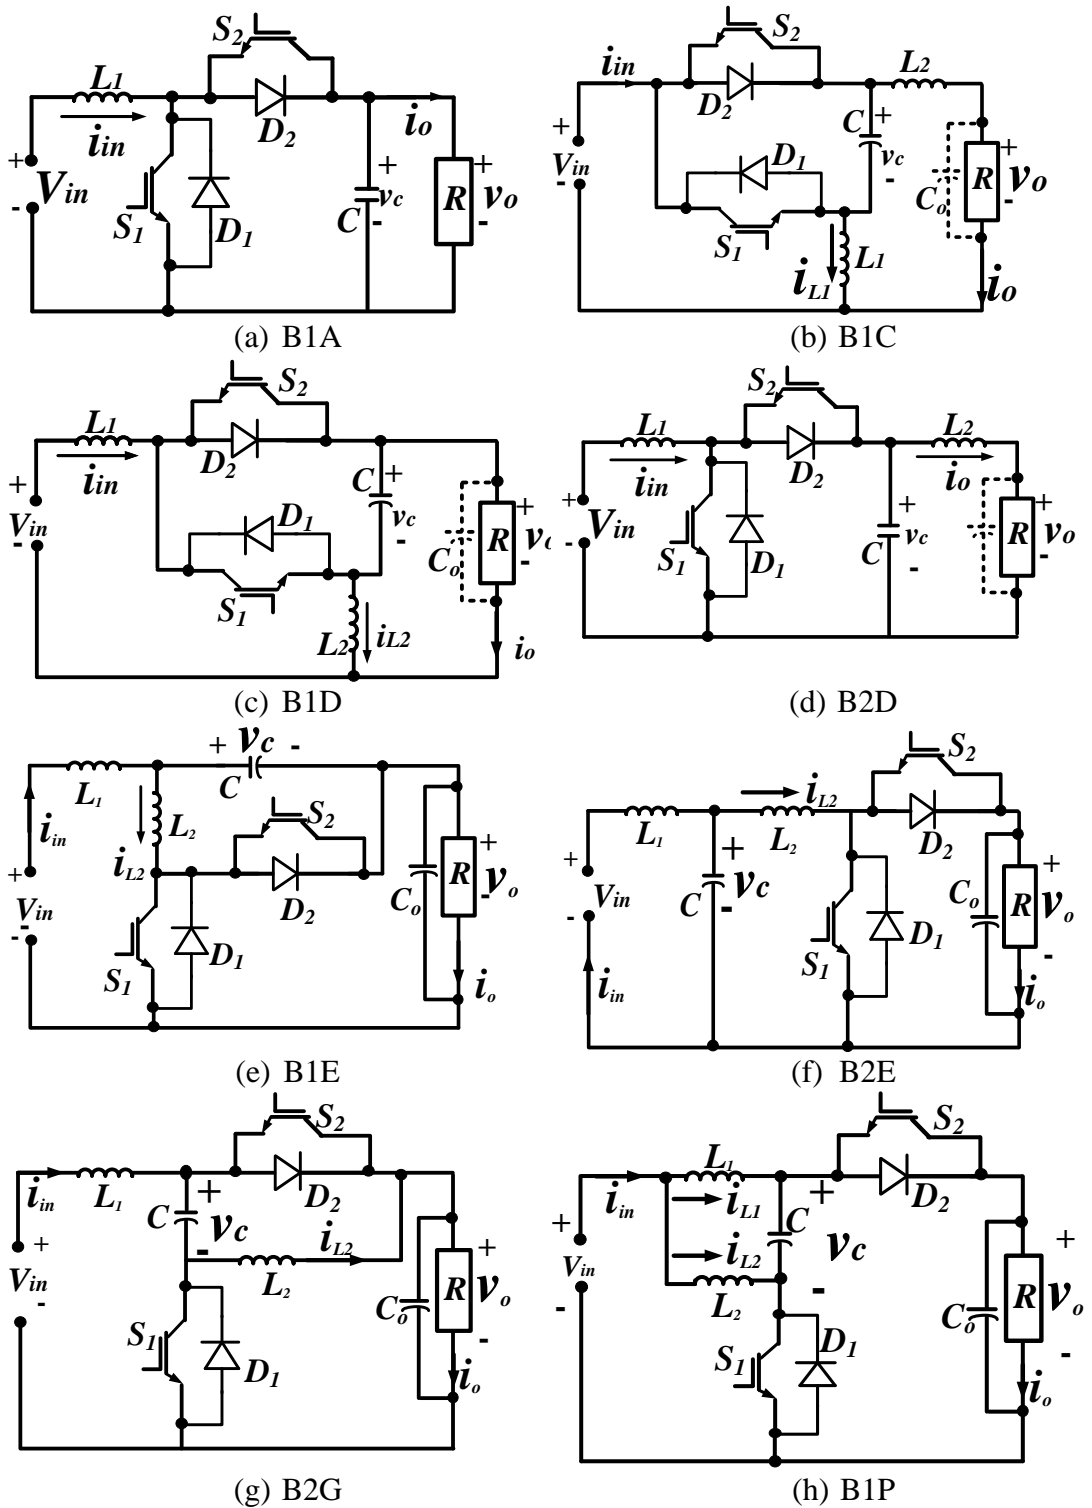 S2
L1
D2
iin
io
+
Vin
-
S1
D1
C
+
vc
-
R
+
vo
-
(a) B1A
S2
iin
D2
L2
C
+
vc
-
+
Vin
-
D1
S1
iL1
L1
Co
R
+
vo
-
io
(b) B1C
S2
L1
D2
iin
C
+
vc
-
+
Vin
-
D1
S1
L2
iL2
Co
R
+
-
io
(c) B1D
S2
L1
D2
L2
iin
io
+
Vin
-
S1
D1
C
+
vc
-
R
+
vo
-
(d) B2D
+ vc -
C
L1
iin
L2
iL2
S2
D2
+
Vin
-
S1
D1
Co
R
+
vo
-
io
(e) B1E
S2
iL2
L1
L2
D2
+
Vin
-
iin
C
+
vc
-
S1
D1
Co
R
+
vo
-
io
(f) B2E
S2
iin
L1
D2
C
+
vc
-
iL2
L2
+
Vin
-
S1
D1
Co
R
+
vo
-
io
(g) B2G
S2
L1
iin
iL1
D2
C
+
vc
-
iL2
L2
+
Vin
-
S1
D1
Co
R
+
vo
-
io
(h) B1P